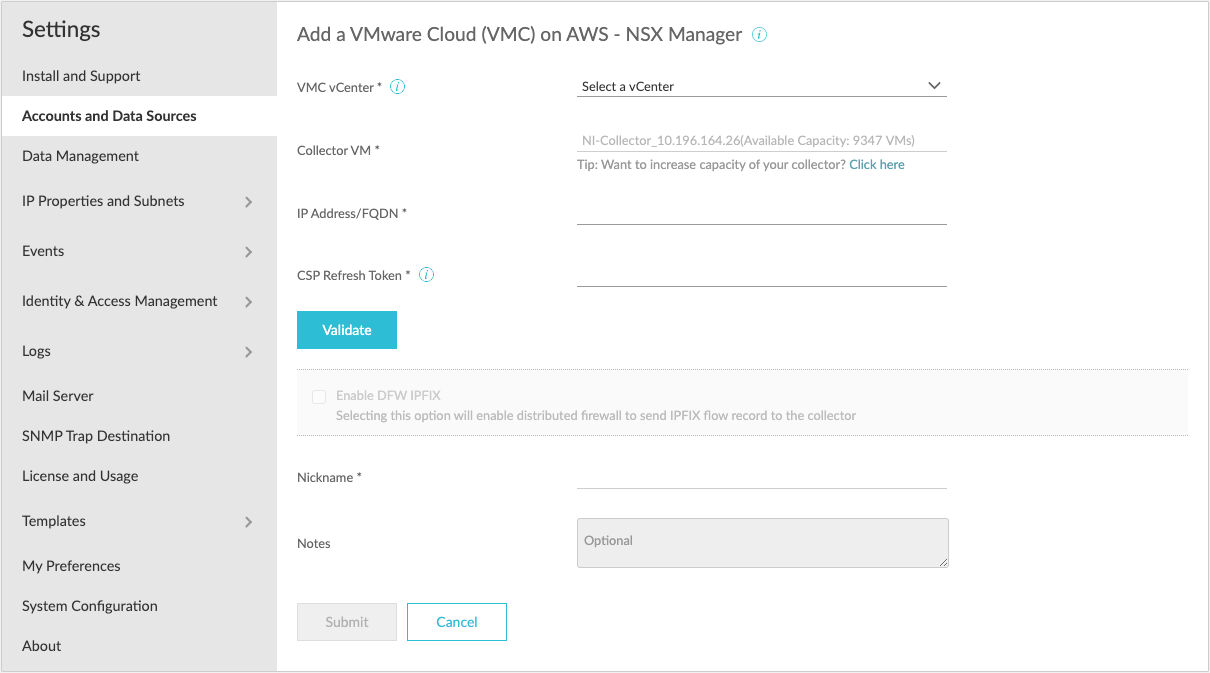 Settings
Install and Support
Accounts and Data Sources
Data Management
IP Properties and Subnets
Events
Identity & Access Management
Logs
Mail Server
SNMP Trap Destination
License and Usage
Templates
My Preferences
System Configuration
About
Add a VMware Cloud (VMC) on AWS - NSX Manager i
VMC vCenter * i
Select a vCenter
Collector VM *
NI-Collector_10.196.164.26(Available Capacity: 9347 VMs)
Tip: Want to increase capacity of your collector? Click here
IP Address/FQDN *
CSP Refresh Token * i
Validate
Enable DFW IPFIX
Selecting this option will enable distributed firewall to send IPFIX flow record to the collector
Nickname *
Notes
Optional
Submit
Cancel